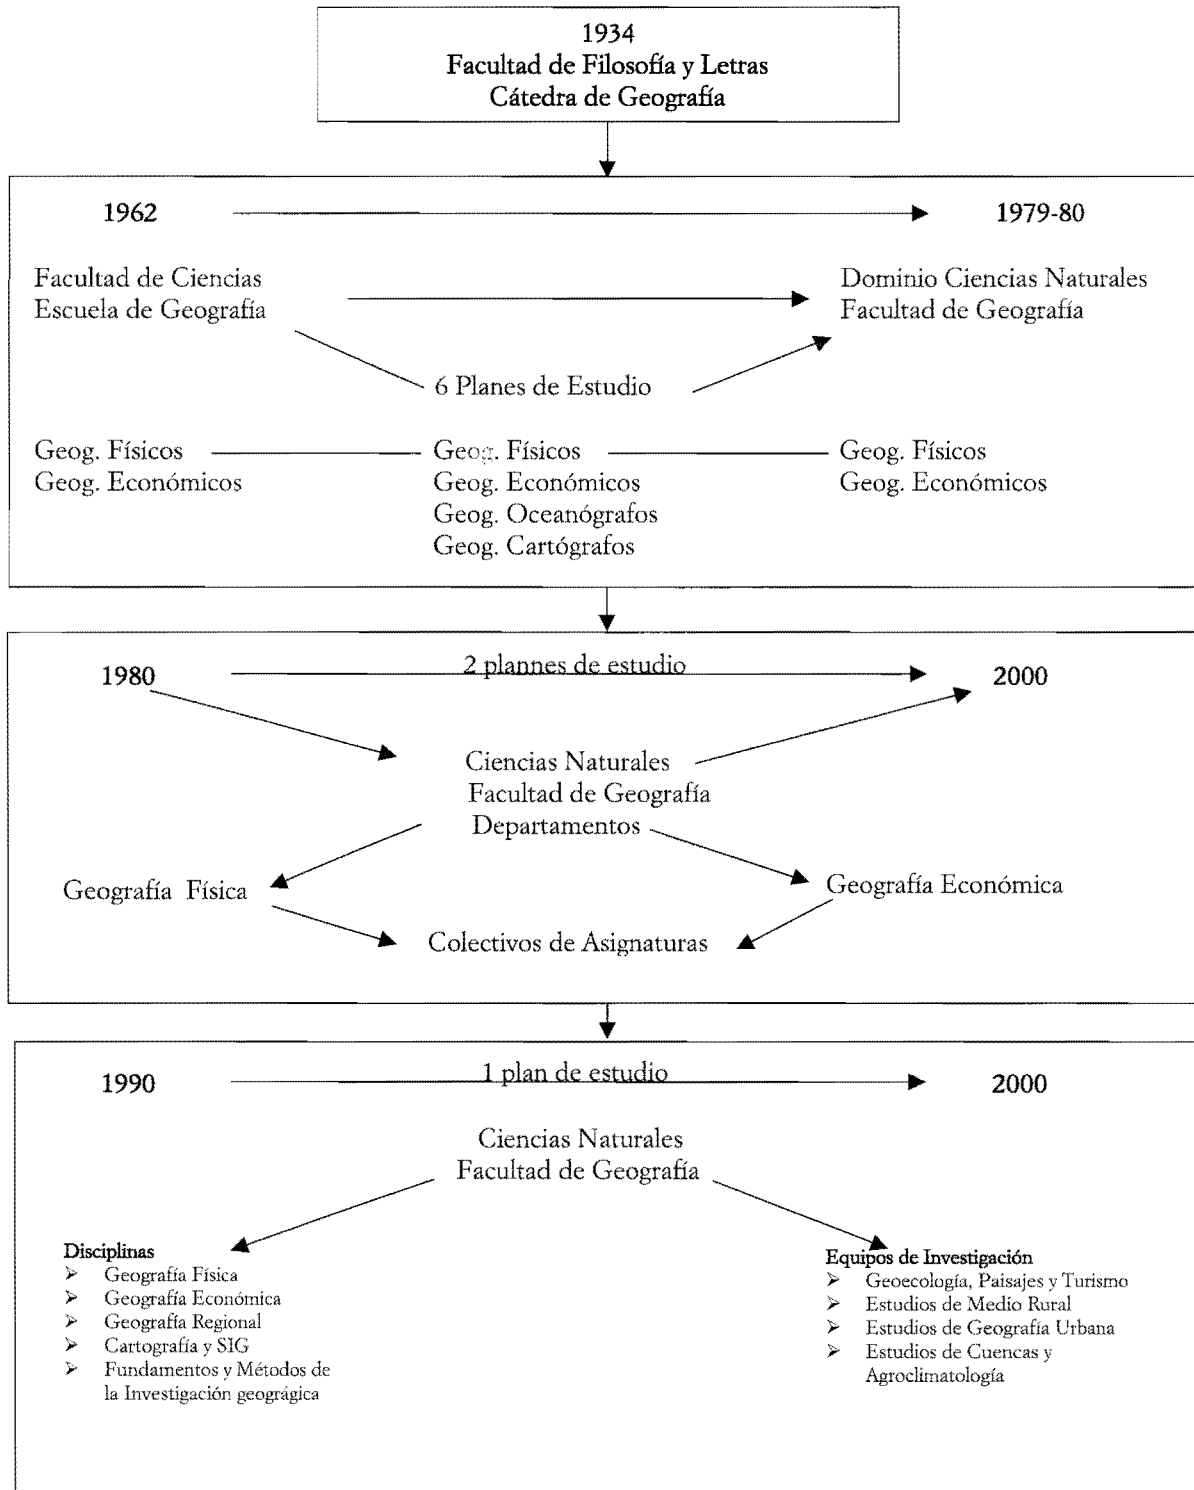 1934
Facultad de Filosofía y Letras
Cátedra de Geografía
1962
1979-80
Facultad de Ciencias
Escuela de Geografía
Dominio Ciencias Naturales
Facultad de Geografía
6 Planes de Estudio
Geog. Físicos
Geog. Económicos
Geog. Físicos
Geog. Económicos
Geog. Oceanógrafos
Geog. Cartógrafos
Geog. Físicos
Geog. Económicos
1980
2 plannes de estudio
2000
Ciencias Naturales
Facultad de Geografía
Departamentos
Geografía Física
Geografía Económica
Colectivos de Asignaturas
1990
1 plan de estudio
2000
Ciencias Naturales
Facultad de Geografía
Disciplinas
➤ Geografía Física
➤ Geografía Económica
➤ Geografía Regional
➤ Cartografía y SIG
➤ Fundamentos y Métodos de
la Investigación geográgica
Equipos de Investigación
➤ Geoecología, Paisajes y Turismo
➤ Estudios de Medio Rural
➤ Estudios de Geografía Urbana
➤ Estudios de Cuencas y
Agroclimatología